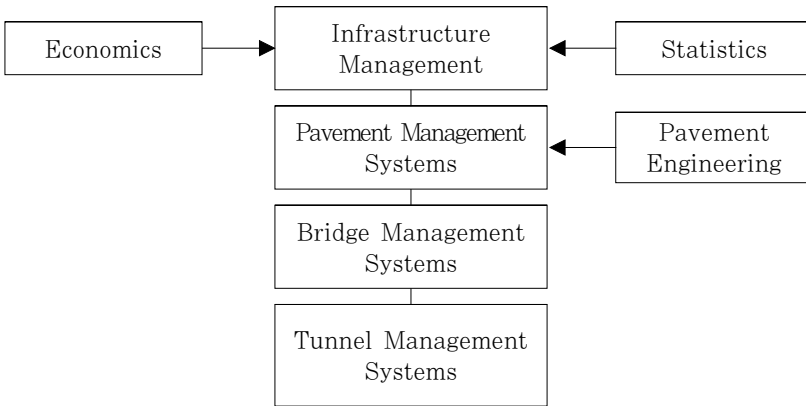 Economics
Infrastructure
Management
Statistics
Pavement Management
Systems
Pavement
Engineering
Bridge Management
Systems
Tunnel Management
Systems